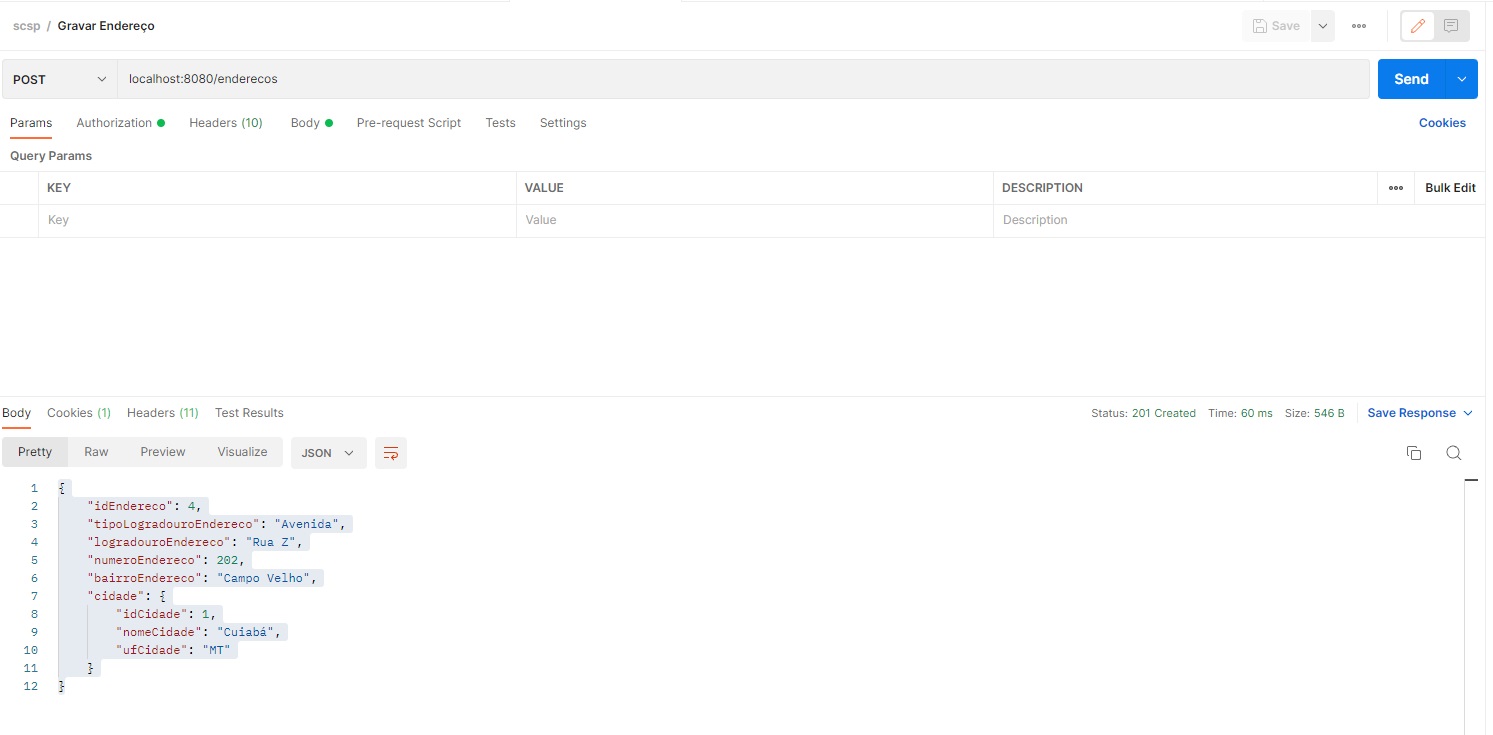 scsp / Gravar Endereço Save
POST localhost:8080/enderecos Send
Params Authorization Headers (10) Body Pre-request Script Tests Settings Cookies
Query Params
KEY VALUE DESCRIPTION Bulk Edit
Key Value Description
Body Cookies (1) Headers (11) Test Results Status: 201 Created Time: 60 ms Size: 546 B Save Response
Pretty Raw Preview Visualize JSON
1 {
2 "idEndereco": 4,
3 "tipoLogradouroEndereco": "Avenida",
4 "logradouroEndereco": "Rua Z",
5 "numeroEndereco": 202,
6 "bairroEndereco": "Campo Velho",
7 "cidade": {
8 "idCidade": 1,
9 "nomeCidade": "Cuiabá",
10 "ufCidade": "MT"
11 }
12 }